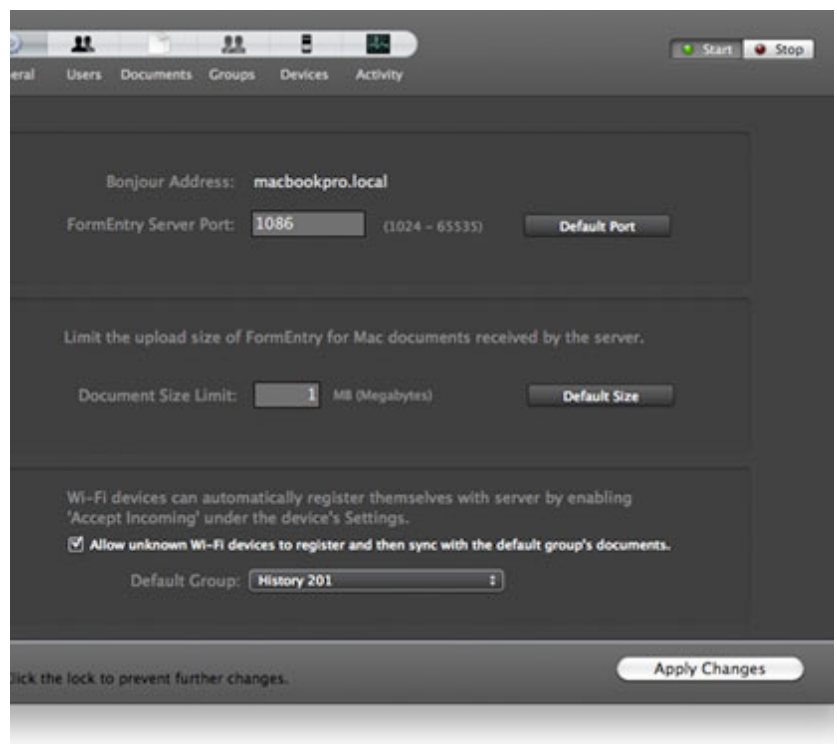 Start Stop
eral Users Documents Groups Devices Activity
Bonjour Address: macbookpro.local
FormEntry Server Port: 1086 (1024 - 65535) Default Port
Limit the upload size of FormEntry for Mac documents received by the server.
Document Size Limit: 1 MB (Megabytes) Default Size
Wi-Fi devices can automatically register themselves with server by enabling
'Accept Incoming' under the device's Settings.
Allow unknown Wi-Fi devices to register and then sync with the default group's documents.
Default Group: History 201
lick the lock to prevent further changes.
Apply Changes